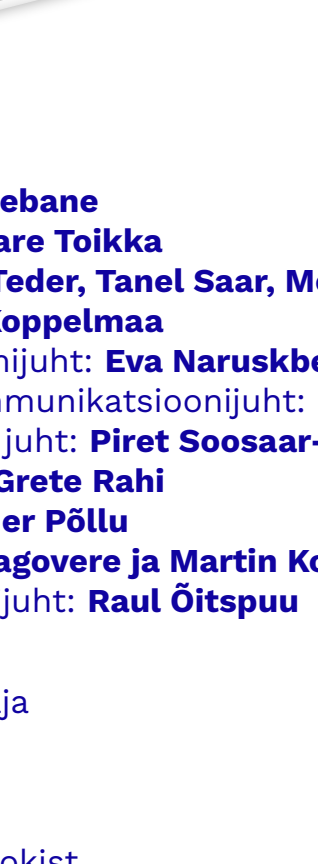 ebane
are Toikka
Teder, Tanel Saar, M
Koppelmaa
nijuht: Eva Naruskbe
munikatsioonijuht:
juht: Piret Soosaar-
Grete Rahi
er Põllu
agovere ja Martin Ko
juht: Raul Õitspuu
ja
okist